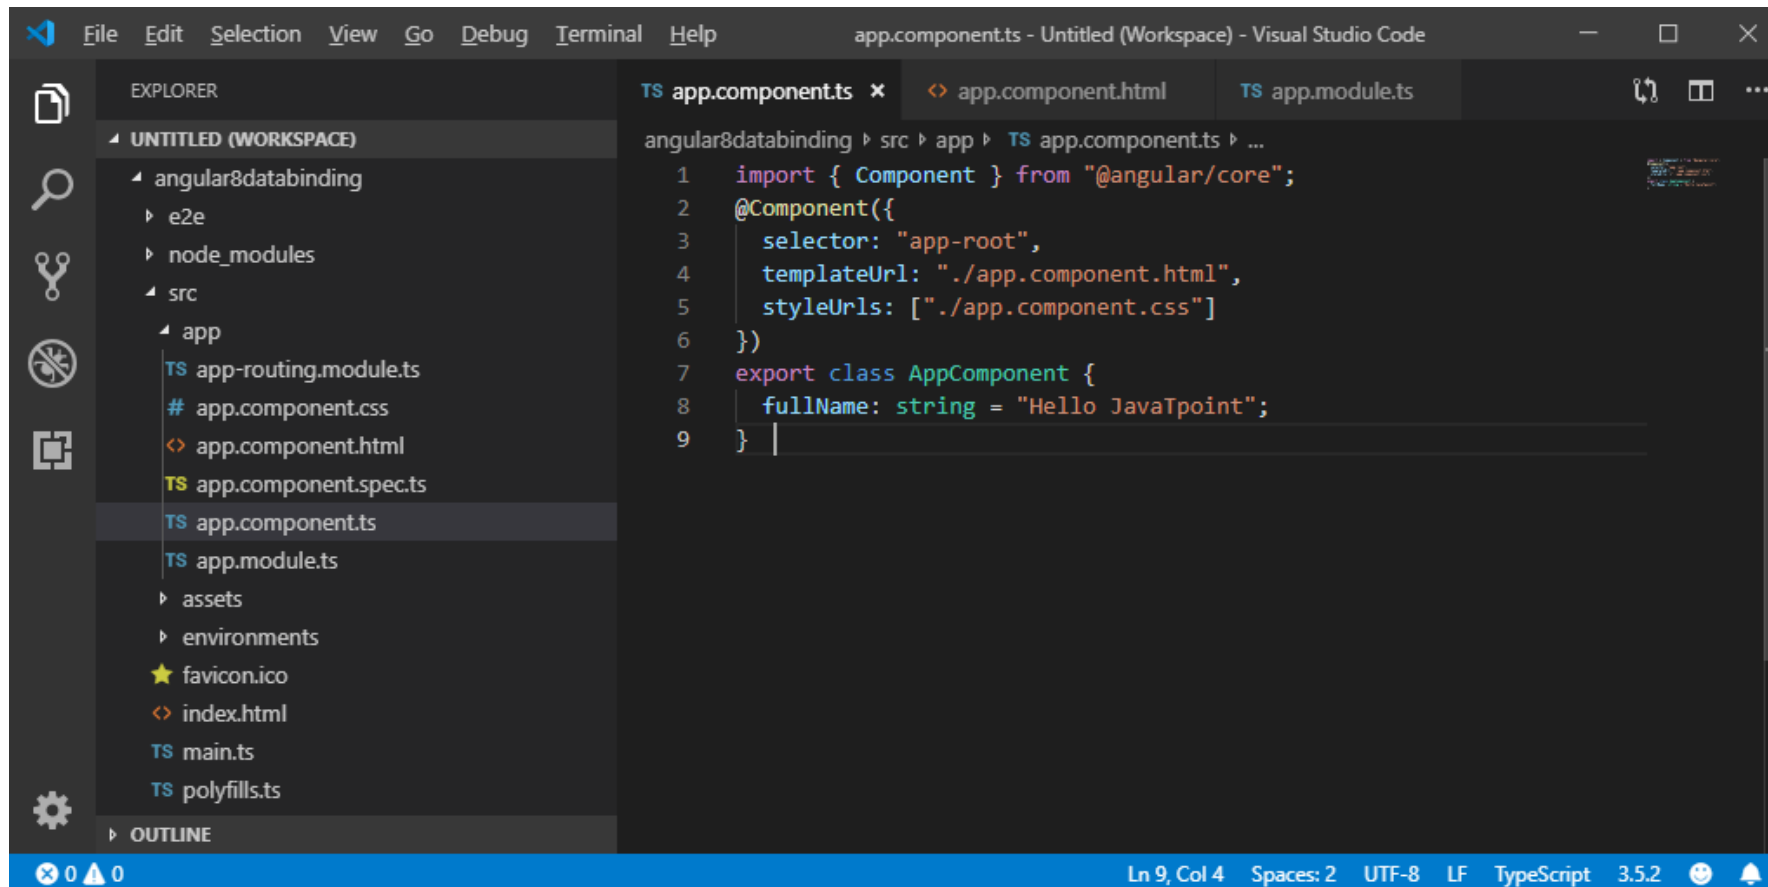 File Edit Selection View Go Debug Terminal Help app.component.ts - Untitled (Workspace) - Visual Studio Code
EXPLORER
UNTITLED (WORKSPACE)
angular8databinding
e2e
node_modules
src
app
TS app-routing.module.ts
# app.component.css
<> app.component.html
TS app.component.spec.ts
TS app.component.ts
TS app.module.ts
assets
environments
favicon.ico
<> index.html
TS main.ts
TS polyfills.ts
OUTLINE
TS app.component.ts × <> app.component.html TS app.module.ts
angular8databinding src app TS app.component.ts ...
1 import { Component } from "@angular/core";
2 @Component({
3 selector: "app-root",
4 templateUrl: "./app.component.html",
5 styleUrls: ["./app.component.css"]
6 })
7 export class AppComponent {
8 fullName: string = "Hello JavaTpoint";
9 }
0 0 Ln 9, Col 4 Spaces: 2 UTF-8 LF TypeScript 3.5.2